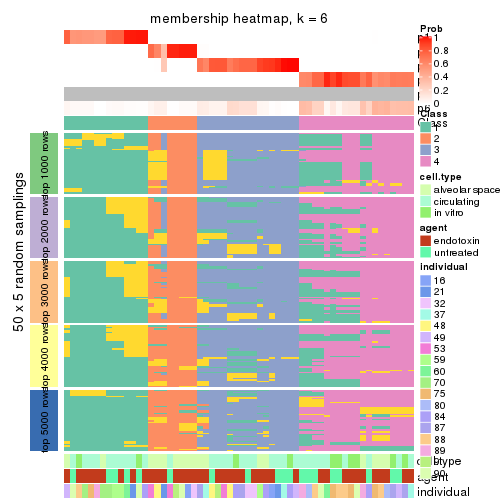 membership heatmap, k = 6
Prob
1
0.8
0.6
0.4
0.2
0
Class
1
2
3
4
cell.type
alveolar space
circulating
in vitro
agent
endotoxin
untreated
individual
16
21
32
37
48
49
53
59
60
70
75
80
84
87
88
89
90
50 x 5 random samplings
top 1000 rows
top 2000 rows
top 3000 rows
top 4000 rows
top 5000 rows
cell.type
agent
individual